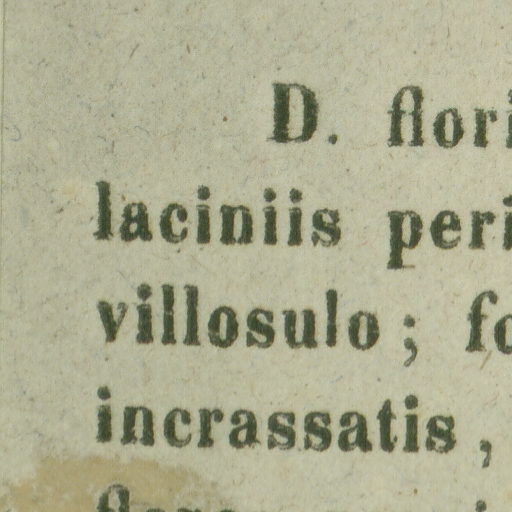 D. flori
laciniis peri
villosulo; fo
incrassatis,